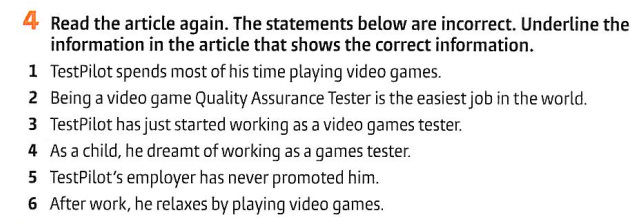 4 Read the article again. The statements below are incorrect. Underline the
information in the article that shows the correct information.
1 TestPilot spends most of his time playing video games.
2 Being a video game Quality Assurance Tester is the easiest job in the world.
3 TestPilot has just started working as a video games tester.
4 As a child, he dreamt of working as a games tester.
5 TestPilot's employer has never promoted him.
6 After work, he relaxes by playing video games.